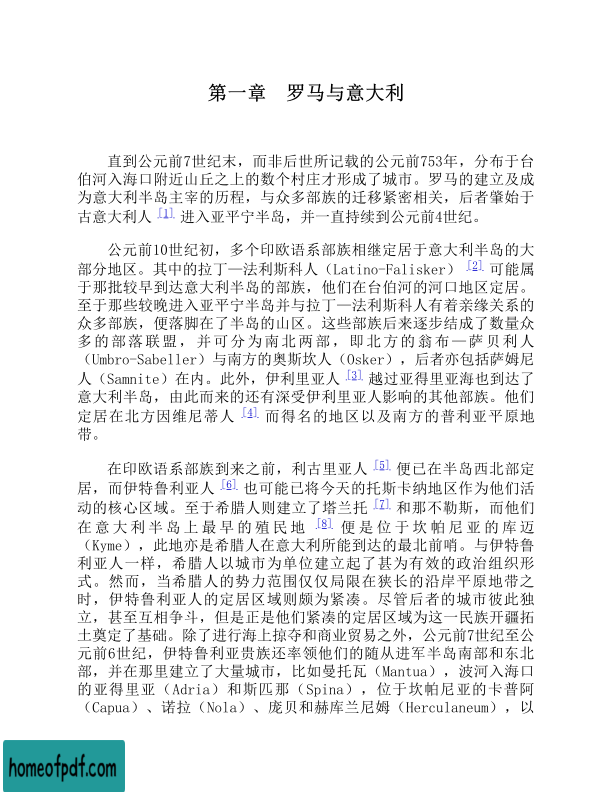 第一章　罗马与意大利
直到公元前7世纪末，而非后世所记载的公元前753年，分布于台
伯河入海口附近山丘之上的数个村庄才形成了城市。罗马的建立及成
为意大利半岛主宰的历程，与众多部族的迁移紧密相关，后者肇始于
古意大利人 [1] 进入亚平宁半岛，并一直持续到公元前4世纪。
公元前10世纪初，多个印欧语系部族相继定居于意大利半岛的大
部分地区。其中的拉丁—法利斯科人（Latino-Falisker） [2] 可能属
于那批较早到达意大利半岛的部族，他们在台伯河的河口地区定居。
至于那些较晚进入亚平宁半岛并与拉丁—法利斯科人有着亲缘关系的
众多部族，便落脚在了半岛的山区。这些部族后来逐步结成了数量众
多的部落联盟，并可分为南北两部，即北方的翁布—萨贝利人
（Umbro-Sabeller）与南方的奥斯坎人（Osker），后者亦包括萨姆尼
人（Samnite）在内。此外，伊利里亚人 [3] 越过亚得里亚海也到达了
意大利半岛，由此而来的还有深受伊利里亚人影响的其他部族。他们
定居在北方因维尼蒂人 [4] 而得名的地区以及南方的普利亚平原地
带。
在印欧语系部族到来之前，利古里亚人 [5] 便已在半岛西北部定
居，而伊特鲁利亚人 [6] 也可能已将今天的托斯卡纳地区作为他们活
动的核心区域。至于希腊人则建立了塔兰托 [7] 和那不勒斯，而他们
在意大利半岛上最早的殖民地 [8] 便是位于坎帕尼亚的库迈
（Kyme），此地亦是希腊人在意大利所能到达的最北前哨。与伊特鲁
利亚人一样，希腊人以城市为单位建立起了甚为有效的政治组织形
式。然而，当希腊人的势力范围仅仅局限在狭长的沿岸平原地带之
时，伊特鲁利亚人的定居区域则颇为紧凑。尽管后者的城市彼此独
立，甚至互相争斗，但是正是他们紧凑的定居区域为这一民族开疆拓
土奠定了基础。除了进行海上掠夺和商业贸易之外，公元前7世纪至公
元前6世纪，伊特鲁利亚贵族还率领他们的随从进军半岛南部和东北
部，并在那里建立了大量城市，比如曼托瓦（Mantua），波河入海口
的亚得里亚（Adria）和斯匹那（Spina），位于坎帕尼亚的卡普阿
（Capua）、诺拉（Nola）、庞贝和赫库兰尼姆（Herculaneum），以
homeofpdf.com